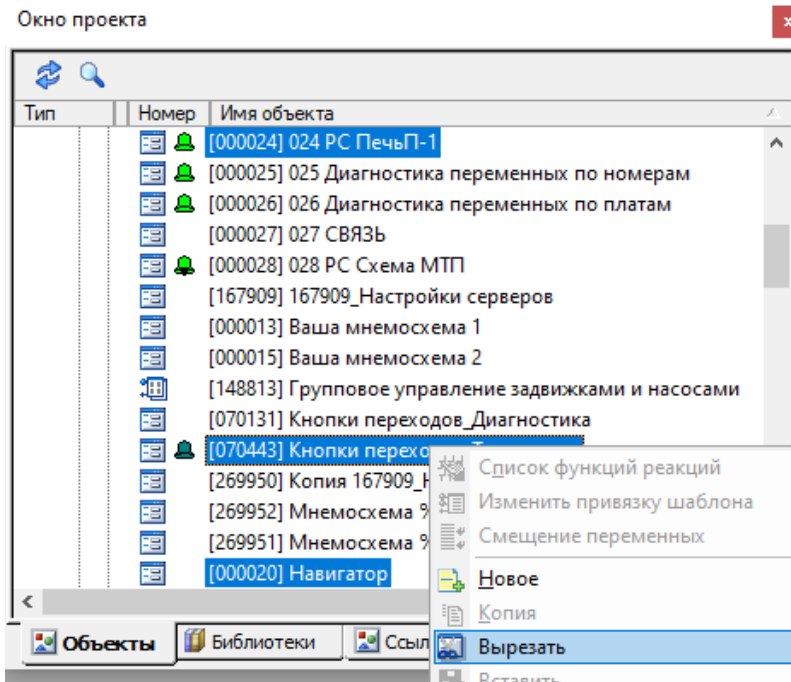 Окно проекта
Тип Номер Имя объекта
[000024] 024 РС ПечьП-1
[000025] 025 Диагностика переменных по номерам
[000026] 026 Диагностика переменных по платам
[000027] 027 СВЯЗЬ
[000028] 028 РС Схема МТП
[167909] 167909_Настройки серверов
[000013] Ваша мнемосхема 1
[000015] Ваша мнемосхема 2
[148813] Групповое управление задвижками и насосами
[070131] Кнопки переходов_Диагностика
[070443] Кнопки
[269950] Копия 167909_
[269952] Мнемосхема %
[269951] Мнемосхема %
[000020] Навигатор
Список функций реакций
Изменить привязку шаблона
Смещение переменных
Новое
Копия
Вырезать
Вставить
Объекты Библиотеки